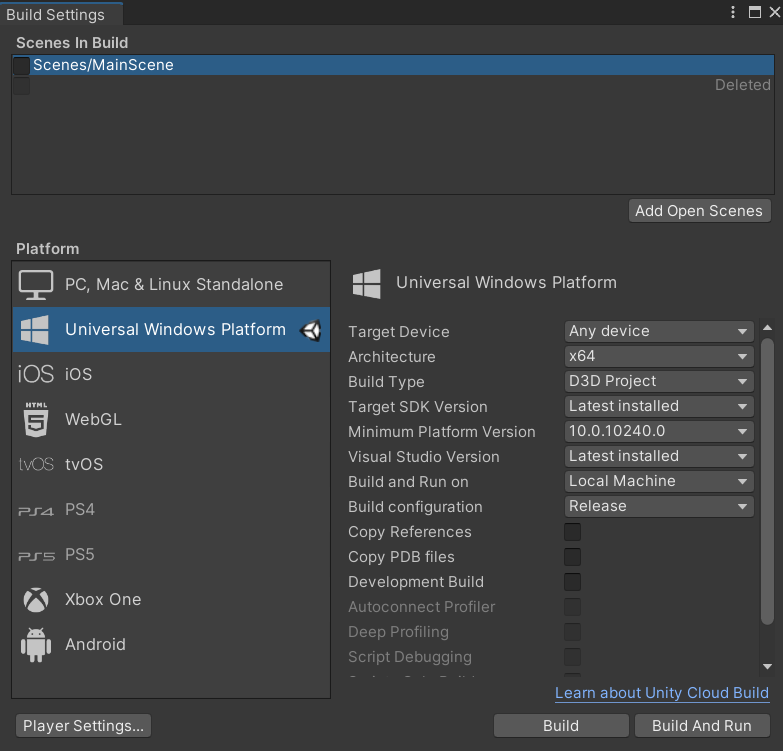 Build Settings
Scenes In Build
Scenes/MainScene
Deleted
Add Open Scenes
Platform
PC, Mac & Linux Standalone
Universal Windows Platform
iOS iOS
HTML 5 WebGL
tvOS tvOS
PS4 PS4
PS5 PS5
Xbox One
Android
Universal Windows Platform
Target Device Any device
Architecture x64
Build Type D3D Project
Target SDK Version Latest installed
Minimum Platform Version 10.0.10240.0
Visual Studio Version Latest installed
Build and Run on Local Machine
Build configuration Release
Copy References
Copy PDB files
Development Build
Autoconnect Profiler
Deep Profiling
Script Debugging
Learn about Unity Cloud Build
Player Settings... Build Build And Run